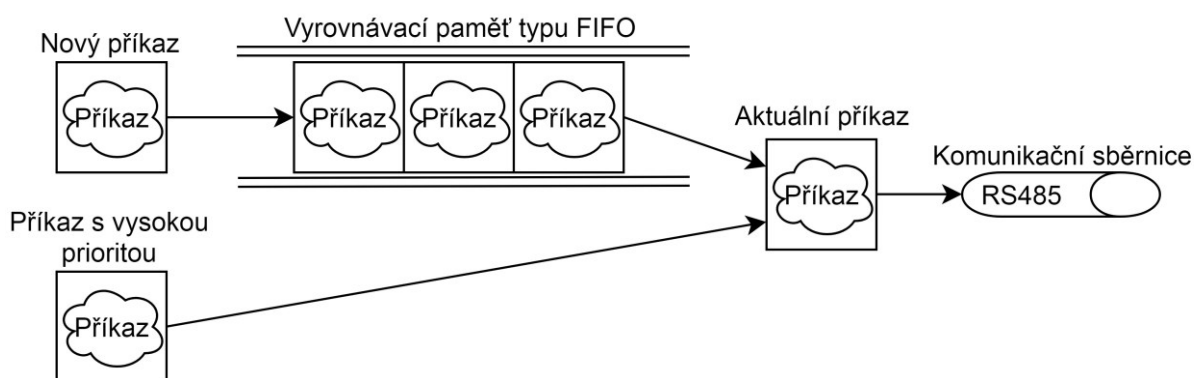 Vyrovnávací paměť typu FIFO
Nový příkaz
Příkaz
Příkaz
Příkaz
Příkaz
Aktuální příkaz
Příkaz
Komunikační sběrnice
RS485
Příkaz s vysokou
prioritou
Příkaz